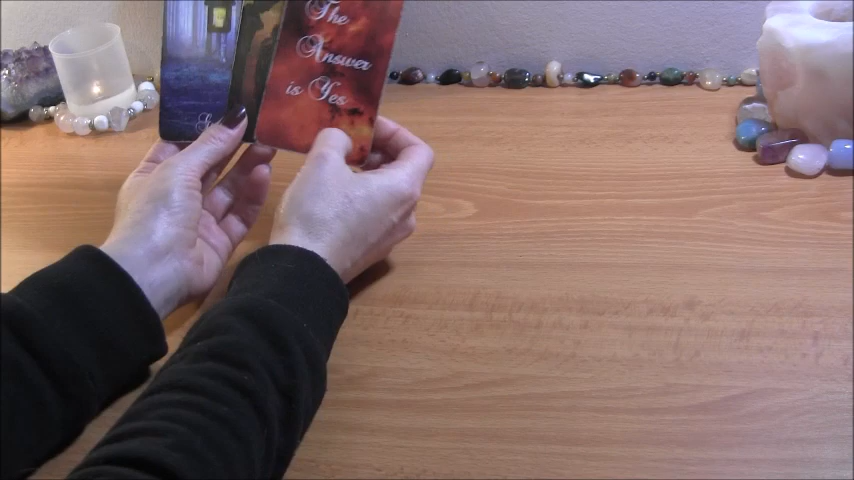 The
Answer
is Yes